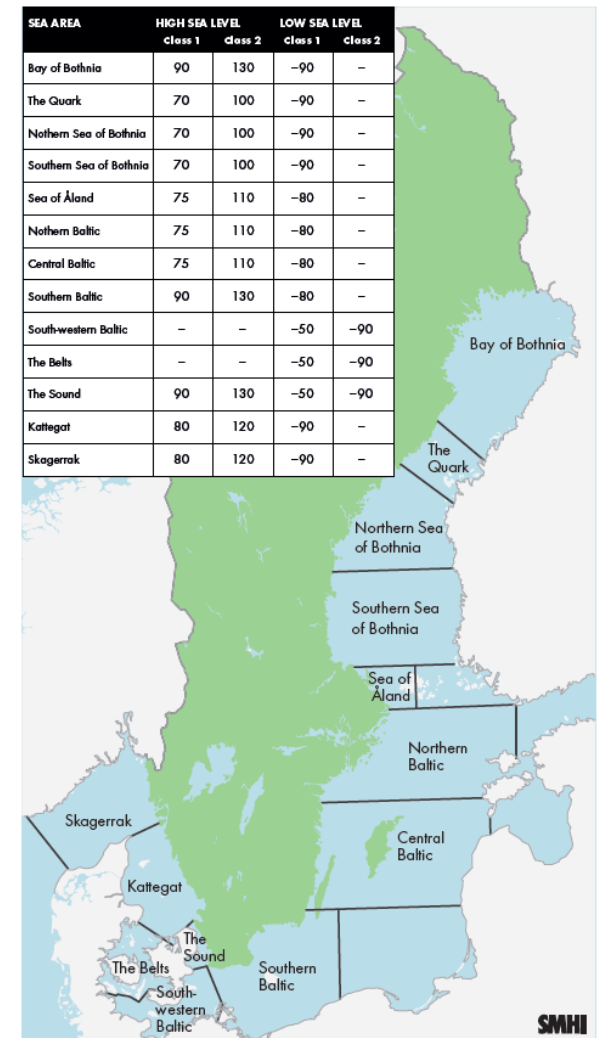 SEA AREA HIGH SEA LEVEL LOW SEA LEVEL
Class 1 Class 2 Class 1 Class 2
Bay of Bothnia 90 130 –90 –
The Quark 70 100 –90 –
Nothern Sea of Bothnia 70 100 –90 –
Southern Sea of Bothnia 70 100 –90 –
Sea of Åland 75 110 –80 –
Nothern Baltic 75 110 –80 –
Central Baltic 75 110 –80 –
Southern Baltic 90 130 –80 –
South-western Baltic – – –50 –90
The Belts – – –50 –90
The Sound 90 130 –50 –90
Kattegat 80 120 –90 –
Skagerrak 80 120 –90 –
Bay of Bothnia
The
Quark
Northern Sea
of Bothnia
Southern Sea
of Bothnia
Sea of
Åland
Northern
Baltic
Skagerrak
Central
Baltic
Kattegat
The
Sound
The Belts
Southern
Baltic
South-
western
Baltic
SMHI